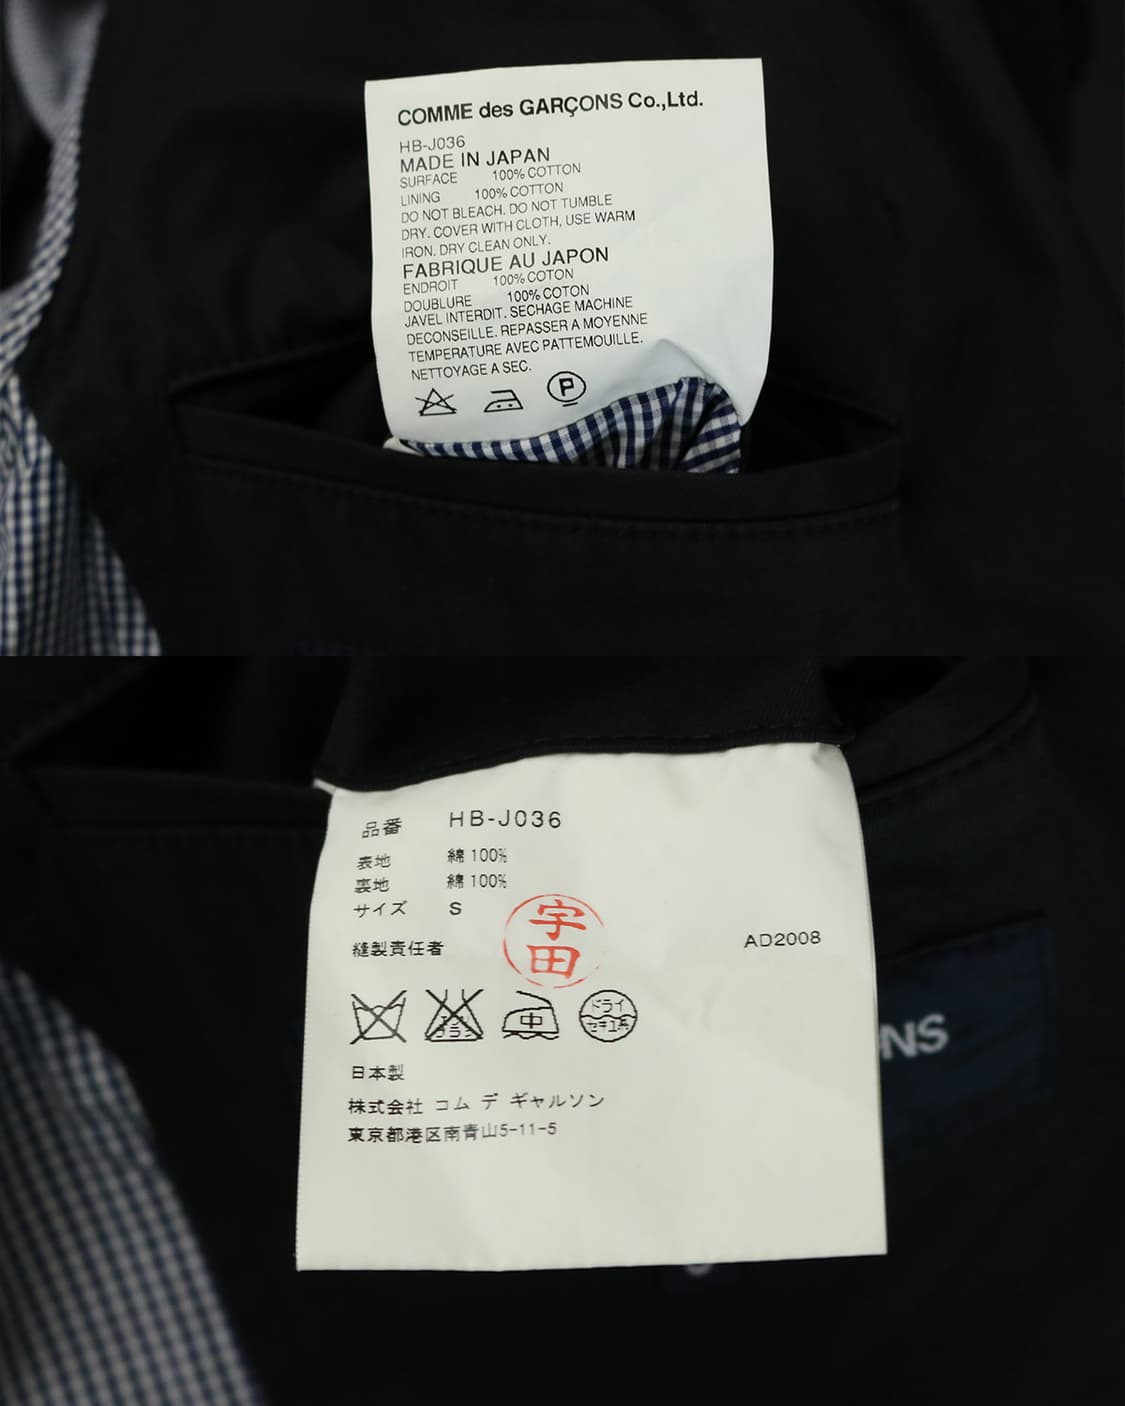 COMME des GARÇONS Co.,Ltd.
HB-J036
MADE IN JAPAN
SURFACE 100% COTTON
LINING 100% COTTON
DO NOT BLEACH. DO NOT TUMBLE
DRY. COVER WITH CLOTH, USE WARM
IRON. DRY CLEAN ONLY.
FABRIQUE AU JAPON
ENDROIT 100% COTON
DOUBLURE 100% COTON
JAVEL INTERDIT. SECHAGE MACHINE
DECONSEILLE. REPASSER A MOYENNE
TEMPERATURE AVEC PATTEMOUILLE.
NETTOYAGE A SEC.
P
品番 HB-J036
表地 綿 100%
裏地 綿 100%
サイズ S
縫製責任者 宇田
AD2008
中 ドライ
セキユ系
NS
日本製
株式会社 コム デ ギャルソン
東京都港区南青山5-11-5